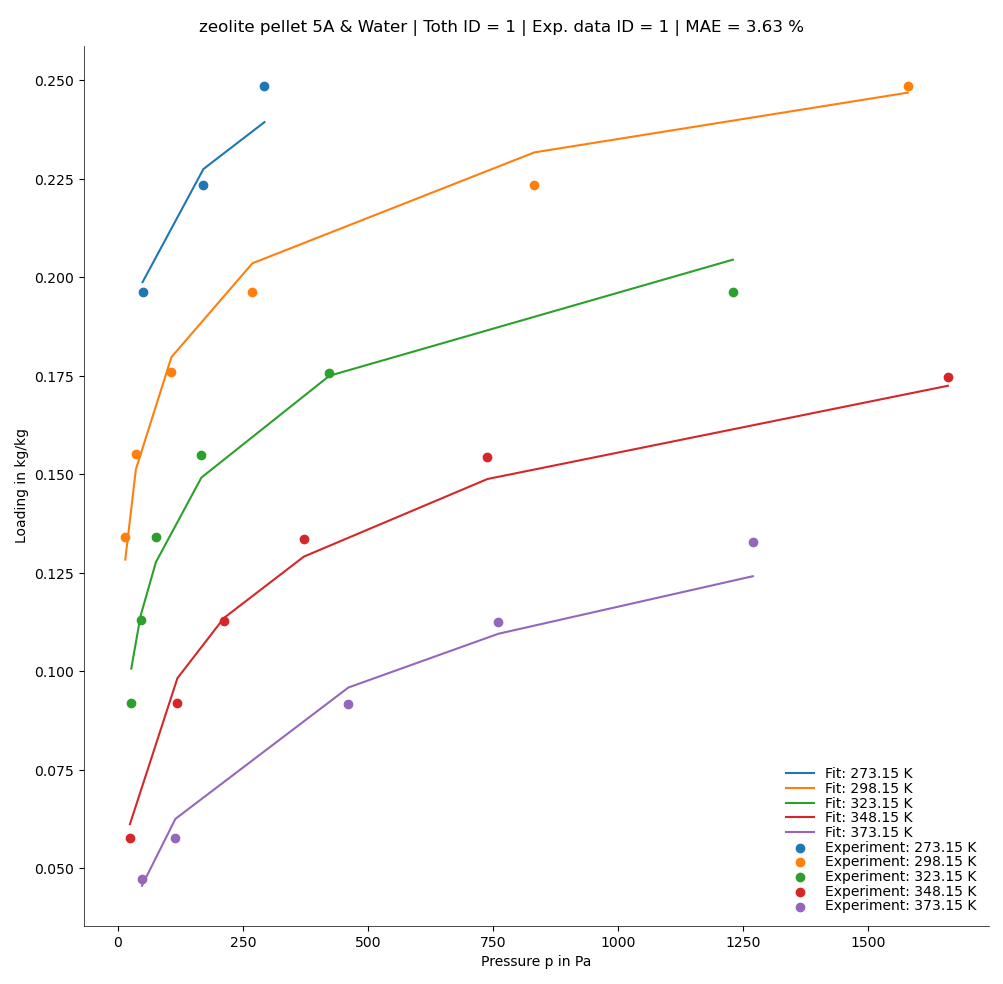 zeolite pellet 5A & Water | Toth ID = 1 | Exp. data ID = 1 | MAE = 3.63 %
Loading in kg/kg
0.250
0.225
0.200
0.175
0.150
0.125
0.100
0.075
0.050
Fit: 273.15 K
Fit: 298.15 K
Fit: 323.15 K
Fit: 348.15 K
Fit: 373.15 K
Experiment: 273.15 K
Experiment: 298.15 K
Experiment: 323.15 K
Experiment: 348.15 K
Experiment: 373.15 K
0 250 500 750 1000 1250 1500
Pressure p in Pa